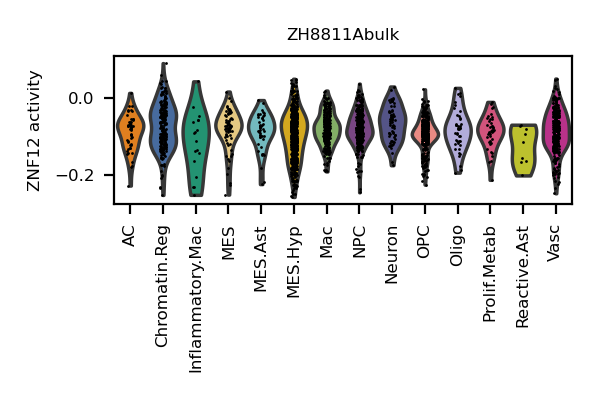 ZH8811Abulk
ZNF12 activity
0.0
−0.2
AC
Chromatin.Reg
Inflammatory.Mac
MES
MES.Ast
MES.Hyp
Mac
NPC
Neuron
OPC
Oligo
Prolif.Metab
Reactive.Ast
Vasc